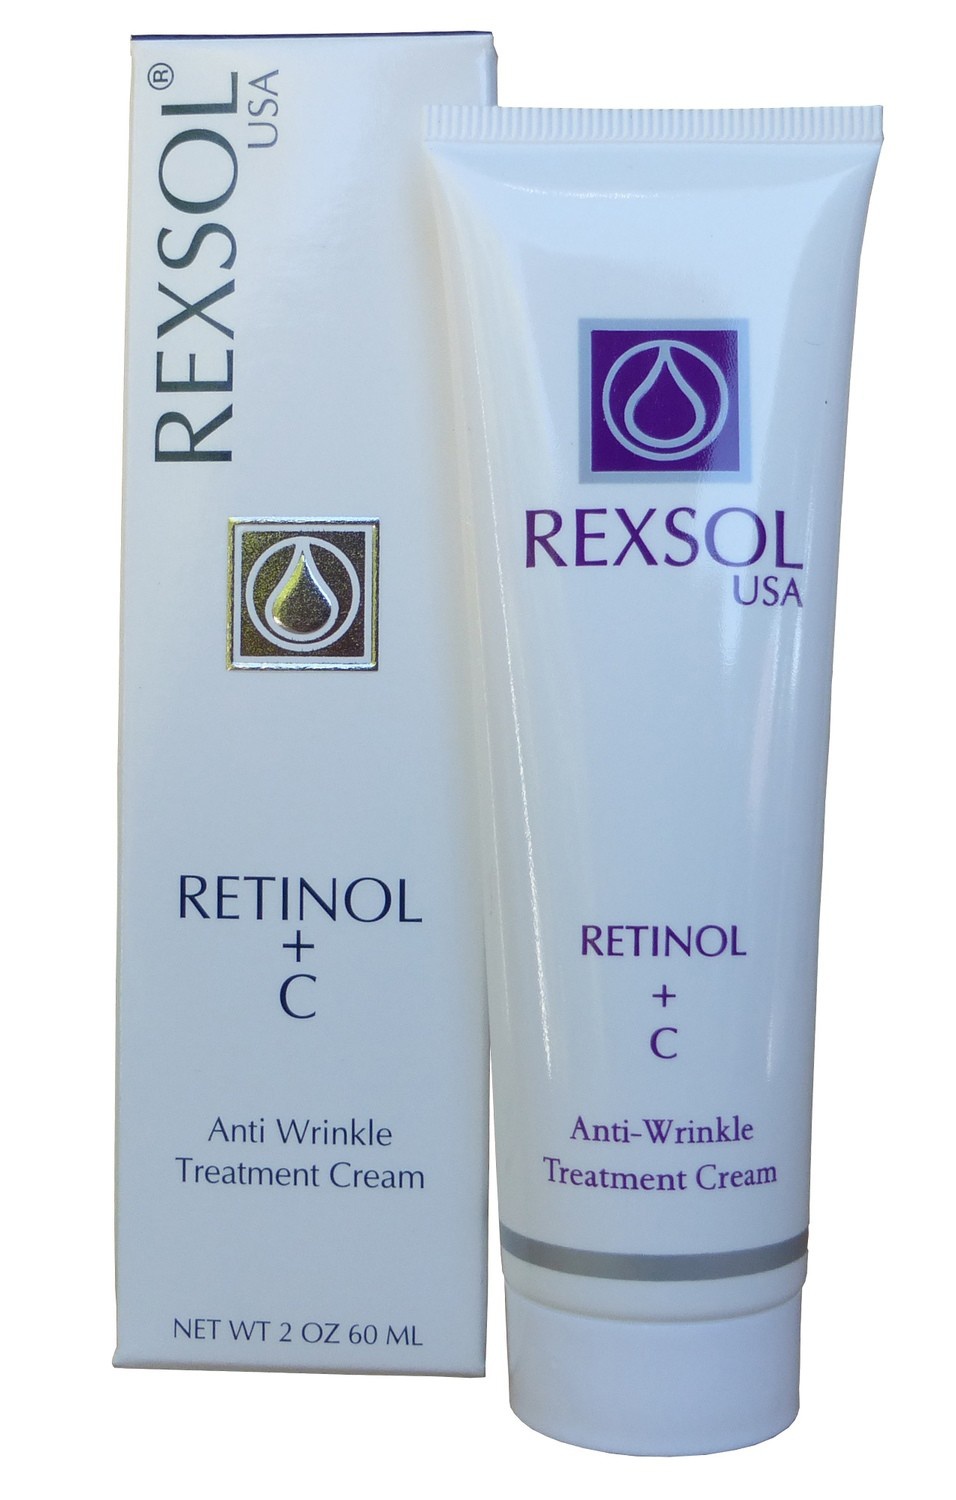 REXSOL®
USA
RETINOL
+
C
Anti Wrinkle
Treatment Cream
NET WT 2 OZ 60 ML
REXSOL
USA
RETINOL
+
C
Anti-Wrinkle
Treatment Cream